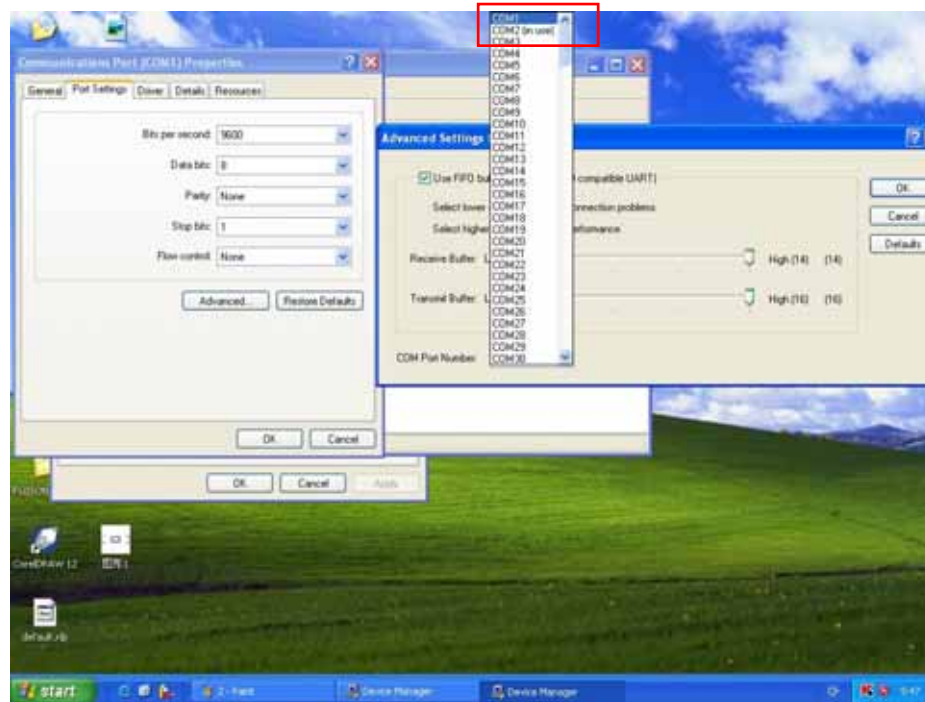 Communications Port (COM1) Properties
General
Port Settings
Driver
Details
Resources
Bits per second: 9600
Data bits: 8
Parity: None
Stop bits: 1
Flow control: None
Advanced...
Restore Defaults
OK
Cancel
OK
Cancel
Apply
Advanced Settings
Use FIFO bu
compatible UART)
Select lower
connection problems
Select higher
performance
Receive Buffer: L
High (14)
(14)
Transmit Buffer: L
High (16)
(16)
COM Port Number:
OK
Cancel
Defaults
COM1
COM2 (in use)
COM3
COM4
COM5
COM6
COM7
COM8
COM9
COM10
COM11
COM12
COM13
COM14
COM15
COM16
COM17
COM18
COM19
COM20
COM21
COM22
COM23
COM24
COM25
COM26
COM27
COM28
COM29
COM30
CorelDRAW 12
default.rdp
start
2 - Paint
Device Manager
Device Manager